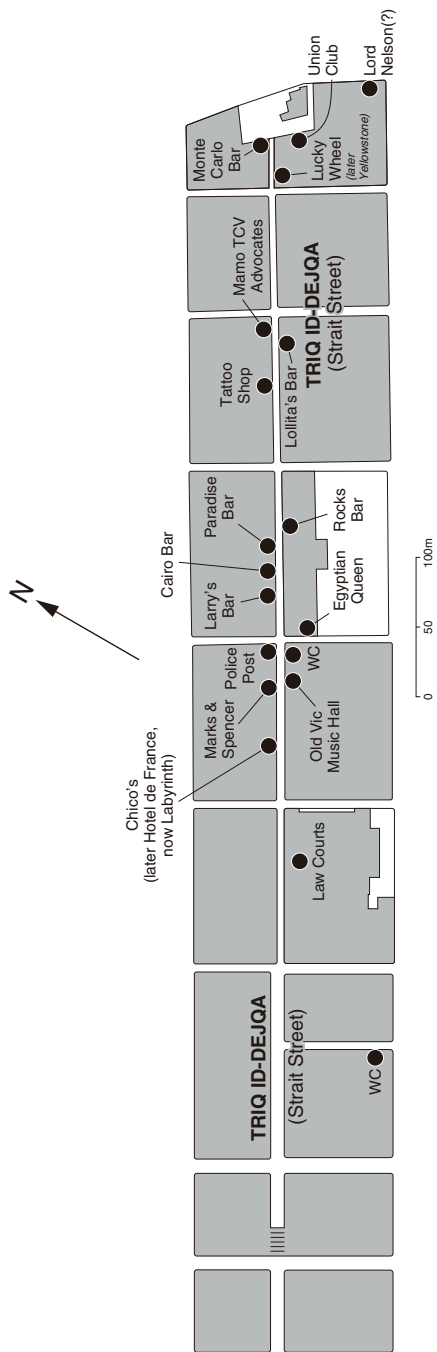 N
Monte
Carlo
Bar
Union
Club
Lord
Nelson(?)
Lucky
Wheel
(later
Yellowstone)
Mamo TCV
Advocates
Tattoo
Shop
Lollita's Bar
TRIQ ID-DEJQA
(Strait Street)
Paradise
Bar
Cairo Bar
Larry's
Bar
Rocks
Bar
Egyptian
Queen
Police
Post
Marks &
Spencer
Chico's
(later Hotel de France,
now Labyrinth)
WC
Old Vic
Music Hall
Law Courts
TRIQ ID-DEJQA
(Strait Street)
WC
0
50
100m